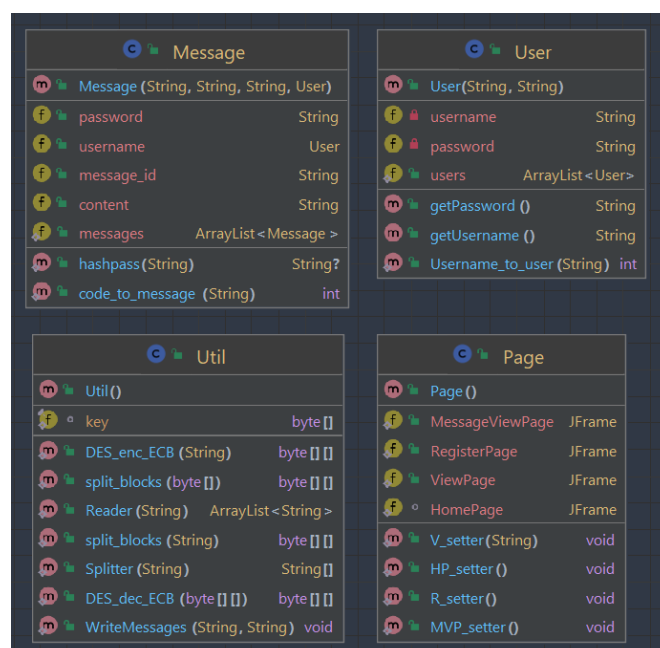 Message
Message (String, String, String, User)
password String
username User
message_id String
content String
messages ArrayList<Message >
hashpass(String) String?
code_to_message (String) int
User
User(String, String)
username String
password String
users ArrayList<User>
getPassword () String
getUsername () String
Username_to_user (String) int
Util
Util()
key byte[]
DES_enc_ECB (String) byte[][]
split_blocks (byte[]) byte[][]
Reader (String) ArrayList<String>
split_blocks (String) byte[][]
Splitter (String) String[]
DES_dec_ECB (byte[][]) byte[][]
WriteMessages (String, String) void
Page
Page()
MessageViewPage JFrame
RegisterPage JFrame
ViewPage JFrame
HomePage JFrame
V_setter(String) void
HP_setter() void
R_setter() void
MVP_setter() void